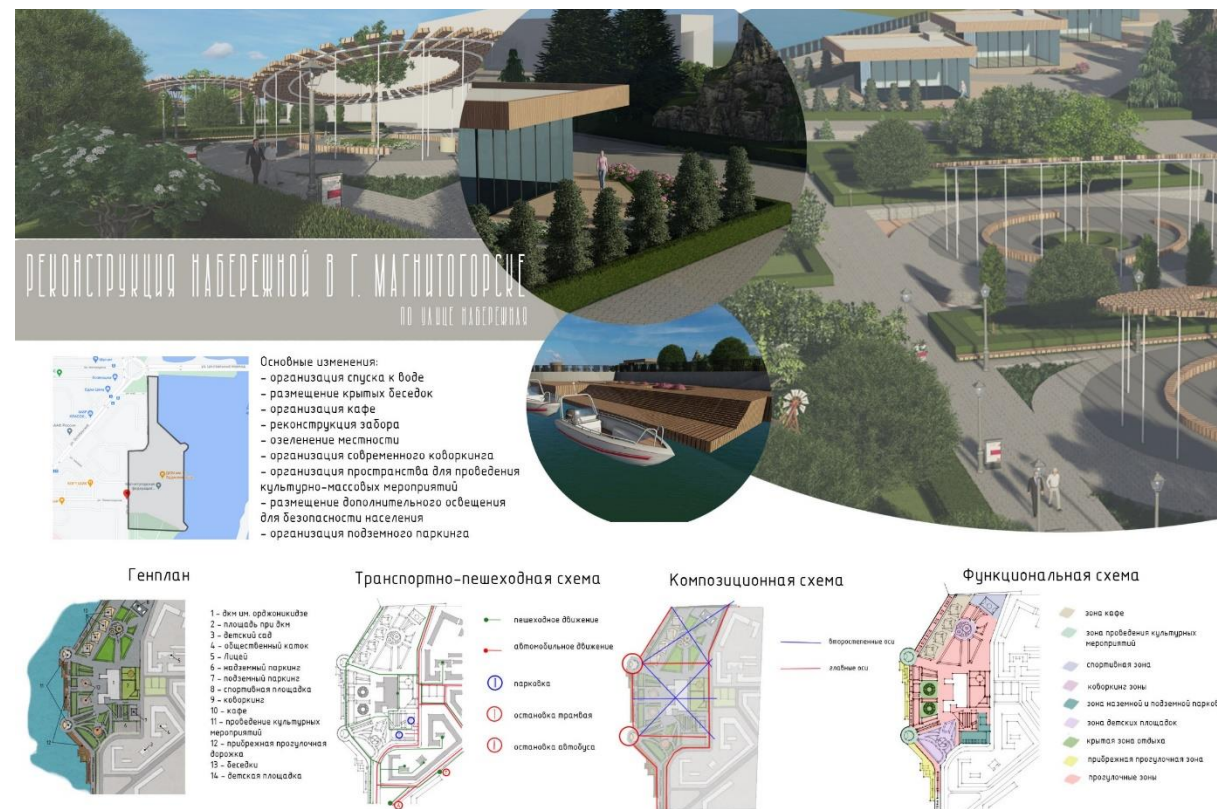 РЕКОНСТРУКЦИЯ НАБЕРЕЖНОЙ В Г. МАГНИТОГОРСКЕ
ПО УЛИЦЕ НАБЕРЕЖНАЯ
Основные изменения:
- организация спуска к воде
- размещение крытых беседок
- организация кафе
- реконструкция забора
- озеленение местности
- организация современного коворкинга
- организация пространства для проведения
культурно-массовых мероприятий
- размещение дополнительного освещения
для безопасности населения
- организация подземного паркинга
Генплан
1 - дкм им. орджоникидзе
2 - площадь при дкм
3 - детский сад
4 - общественный каток
5 - Лицей
6 - надземный паркинг
7 - подземный паркинг
8 - спортивная площадка
9 - коворкинг
10 - кафе
11 - проведение культурных
мероприятий
12 - прибрежная прогулочная
дорожка
13 - беседки
14 - детская площадка
Транспортно-пешеходная схема
пешеходное движение
автомобильное движение
парковка
остановка трамвая
остановка автобуса
Композиционная схема
второстепенные оси
главные оси
Функциональная схема
зона кафе
зона проведения культурных
мероприятий
спортивная зона
коворкинг зоны
зона наземной и подземной парков
зона детских площадок
крытая зона отдыха
прибрежная прогулочная зона
прогулочные зоны